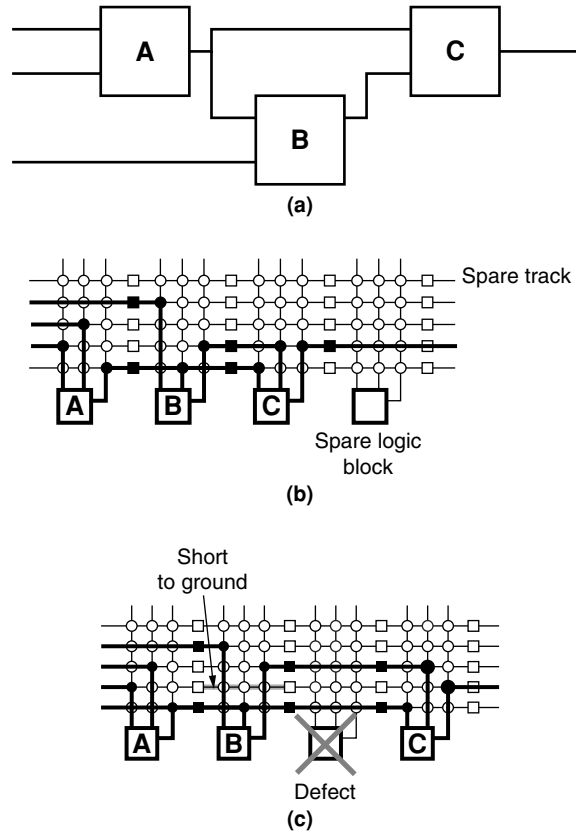 A
C
B
(a)
Spare track
A
B
C
Spare logic
block
(b)
Short
to ground
A
B
C
Defect
(c)